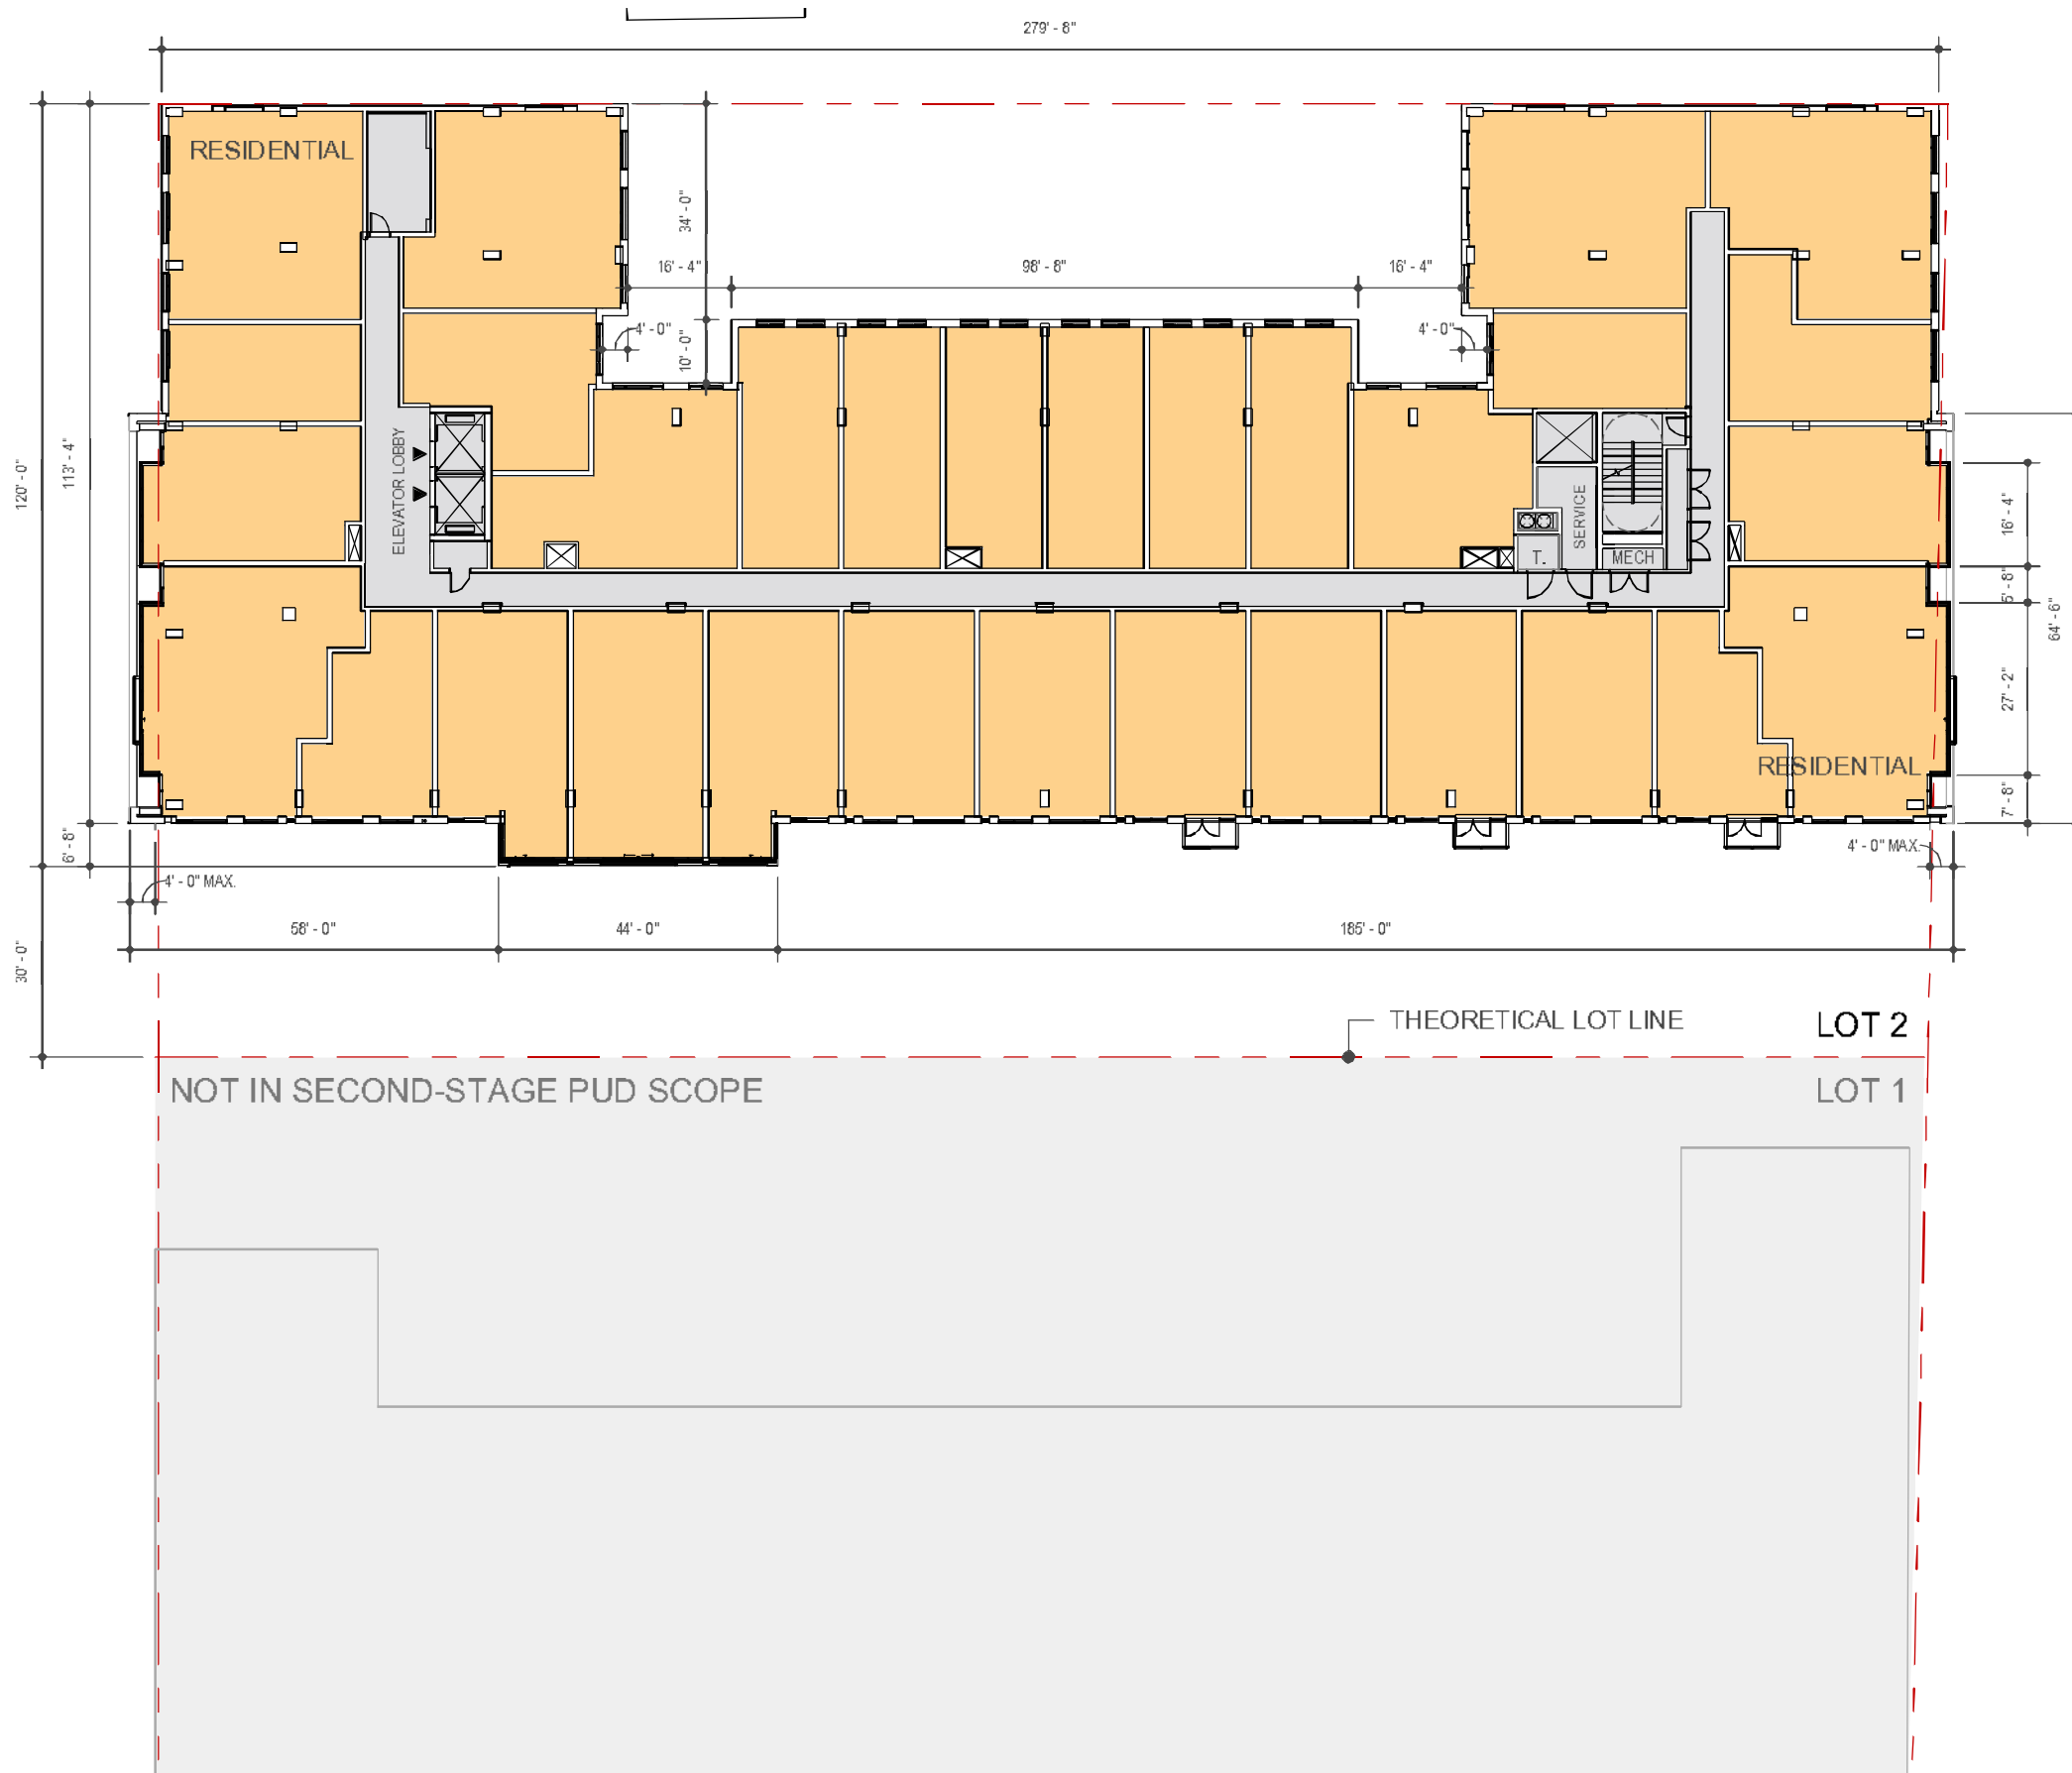 279' - 8"
RESIDENTIAL
34' - 0"
16' - 4"
98' - 8"
16' - 4"
4' - 0"
10' - 0"
4' - 0"
120' - 0"
113' - 4"
ELEVATOR LOBBY
SERVICE
T.
MECH
16' - 4"
5' - 8"
64' - 6"
27' - 2"
RESIDENTIAL
7' - 8"
6' - 8"
4' - 0" MAX.
4' - 0" MAX.
58' - 0"
44' - 0"
185' - 0"
30' - 0"
THEORETICAL LOT LINE
LOT 2
NOT IN SECOND-STAGE PUD SCOPE
LOT 1